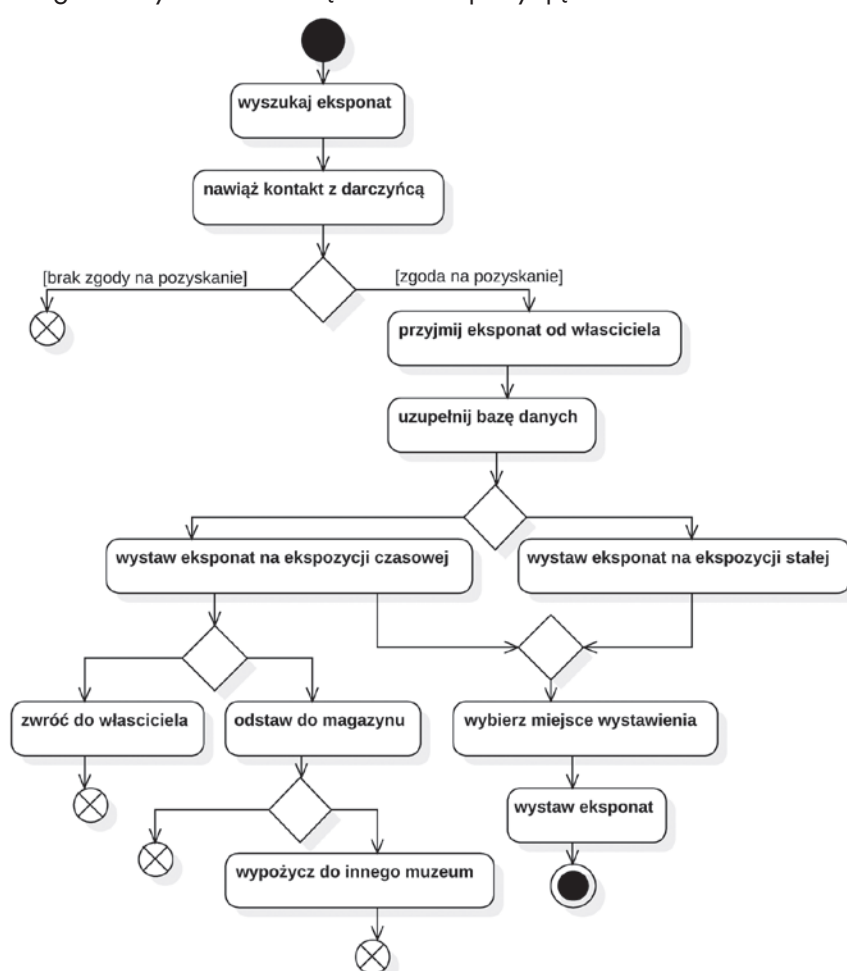 wyszukaj eksponat
nawiąż kontakt z darczyńcą
[brak zgody na pozyskanie]
[zgoda na pozyskanie]
przyjmij eksponat od własciciela
uzupełnij bazę danych
wystaw eksponat na ekspozycji czasowej
wystaw eksponat na ekspozycji stałej
zwróć do własciciela
odstaw do magazynu
wybierz miejsce wystawienia
wystaw eksponat
wypożycz do innego muzeum